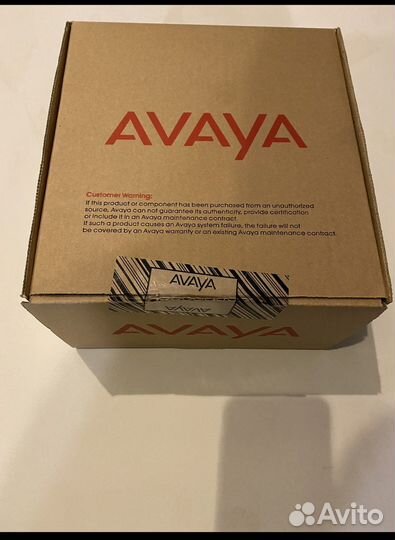 AVAYA
Customer Warning:
If this product or component has been purchased from an unauthorized
source, Avaya can not guarantee its authenticity, provide certification
or include it in an Avaya maintenance contract.
If such a product causes an Avaya system failure, the failure will not
be covered by an Avaya warranty or an existing Avaya maintenance contract.
AVAYA
AVAYA
AVAYA
AVAYA
Avito